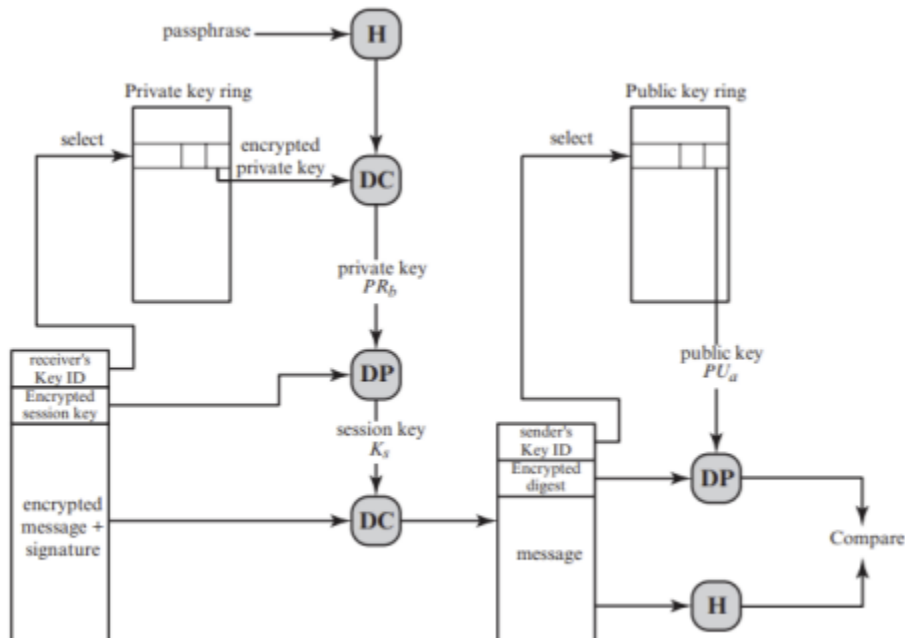 passphrase
H
Private key ring
Public key ring
select
encrypted
private key
DC
select
private key
PRb
public key
PUa
receiver's
Key ID
Encrypted
session key
DP
session key
Ks
sender's
Key ID
Encrypted
digest
DP
encrypted
message +
signature
DC
message
Compare
H